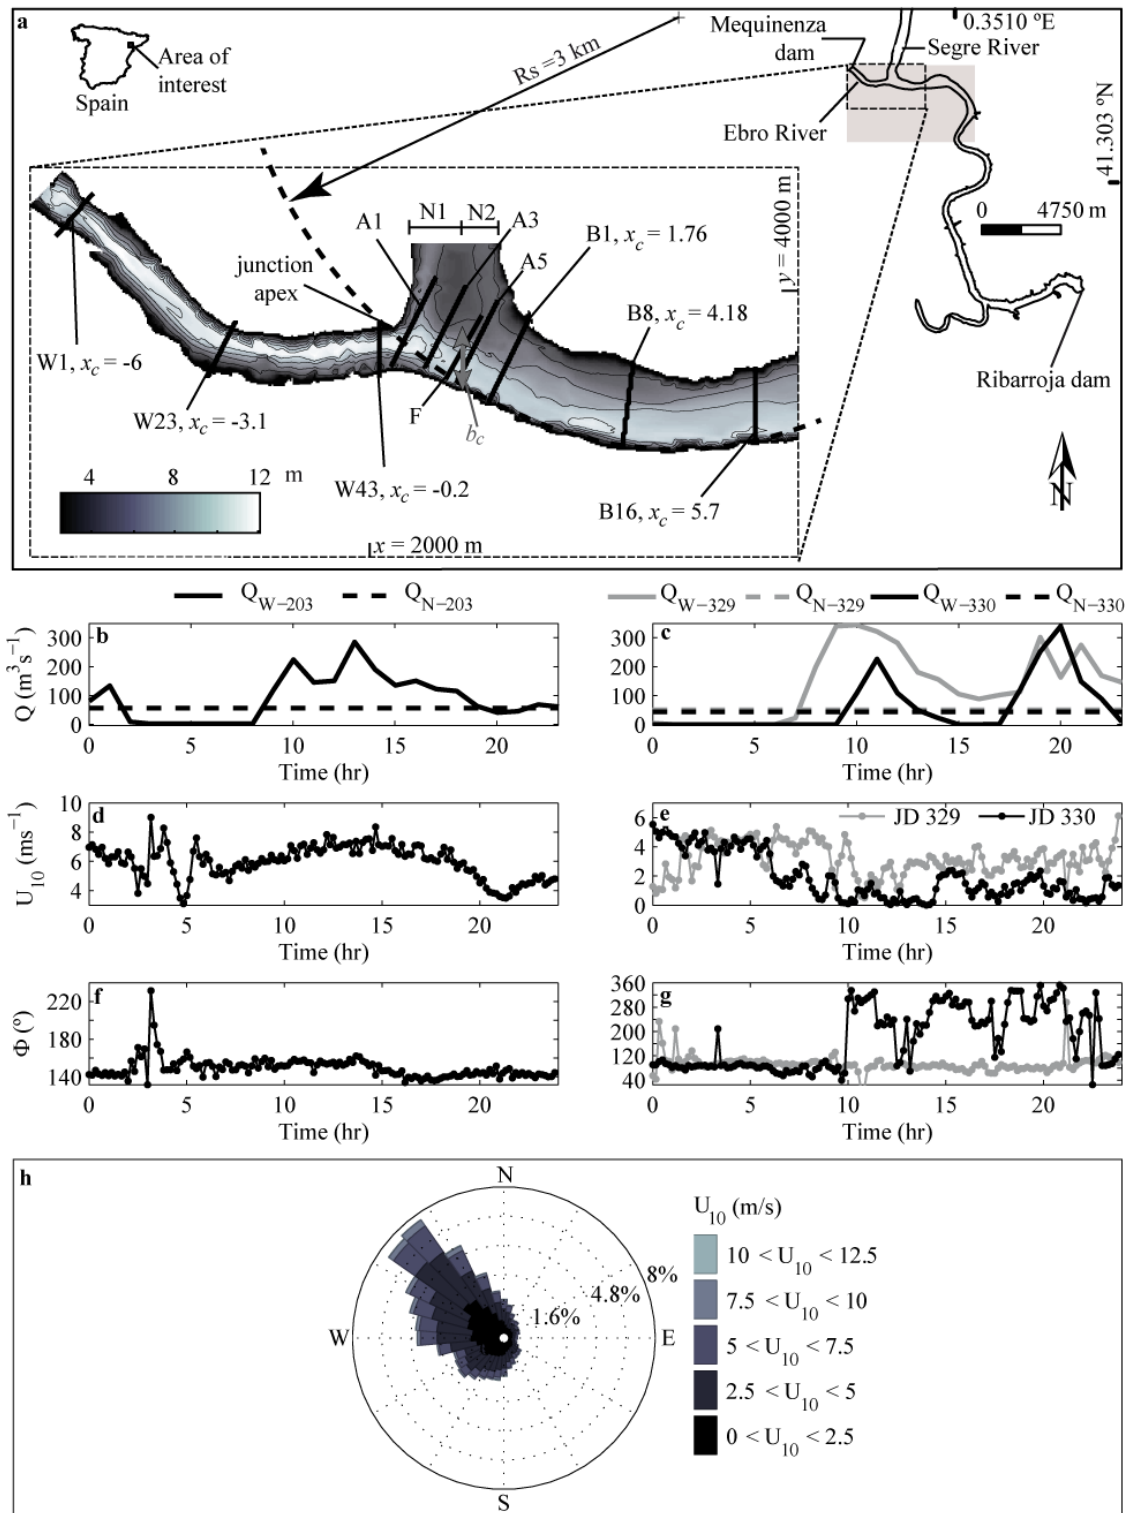 a
Area of
interest
Spain
Rs =3 km
Mequinenza
dam
0.3510 ºE
Segre River
Ebro River
41.303 ºN
0 4750 m
Ribarroja dam
N
A1
N1
N2
A3
A5
B1, xc = 1.76
y = 4000 m
junction
apex
B8, xc = 4.18
W1, xc = -6
W23, xc = -3.1
F
bc
W43, xc = -0.2
B16, xc = 5.7
4 8 12 m
x = 2000 m
QW−203 QN−203
QW−329 QN−329 QW−330 QN−330
b
Q (m³s⁻¹)
300
200
100
0
0 5 10 15 20
Time (hr)
c
300
200
100
0
0 5 10 15 20
Time (hr)
d
U10 (ms⁻¹)
10
8
6
4
0 5 10 15 20
Time (hr)
e
JD 329 JD 330
6
4
2
0
0 5 10 15 20
Time (hr)
f
Φ (º)
220
180
140
0 5 10 15 20
Time (hr)
g
360
280
200
120
40
0 5 10 15 20
Time (hr)
h
N
W
E
S
1.6%
4.8%
8%
U10 (m/s)
10 < U10 < 12.5
7.5 < U10 < 10
5 < U10 < 7.5
2.5 < U10 < 5
0 < U10 < 2.5